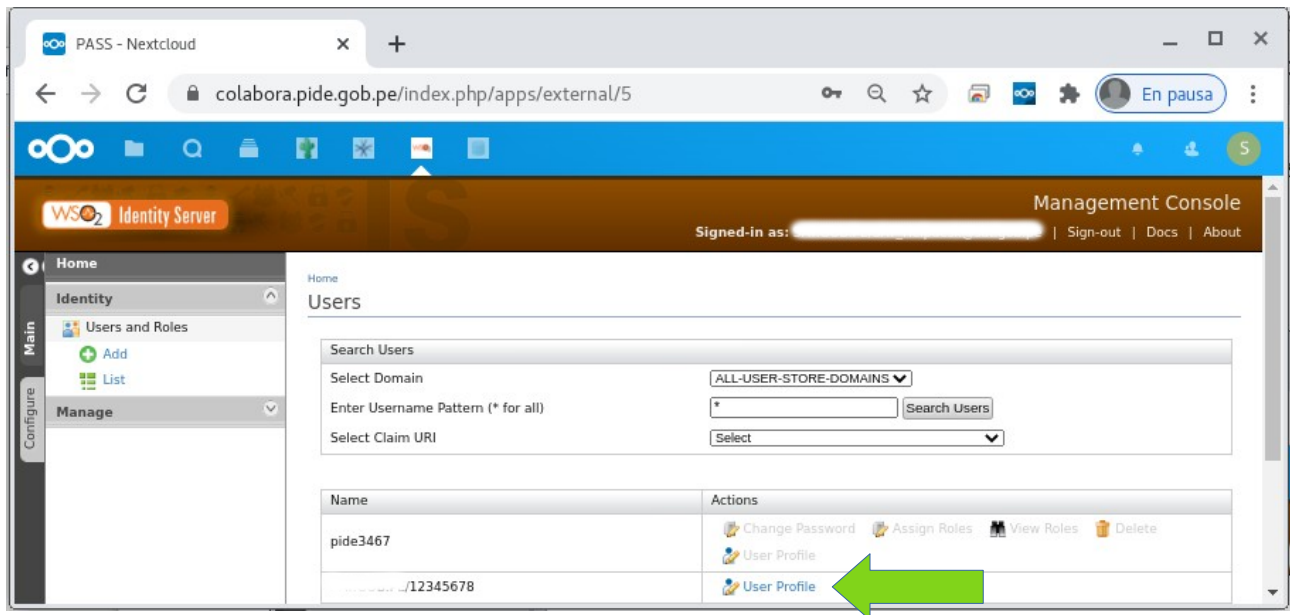 PASS - Nextcloud
colabora.pide.gob.pe/index.php/apps/external/5
En pausa
S
WSO2 Identity Server
IS
Management Console
Signed-in as: | Sign-out | Docs | About
Home
Identity
Users and Roles
Add
List
Manage
Main
Configure
Home
Users
Search Users
Select Domain ALL-USER-STORE-DOMAINS
Enter Username Pattern (* for all) * Search Users
Select Claim URI Select
Name Actions
pide3467 Change Password Assign Roles View Roles Delete
User Profile
/12345678 User Profile